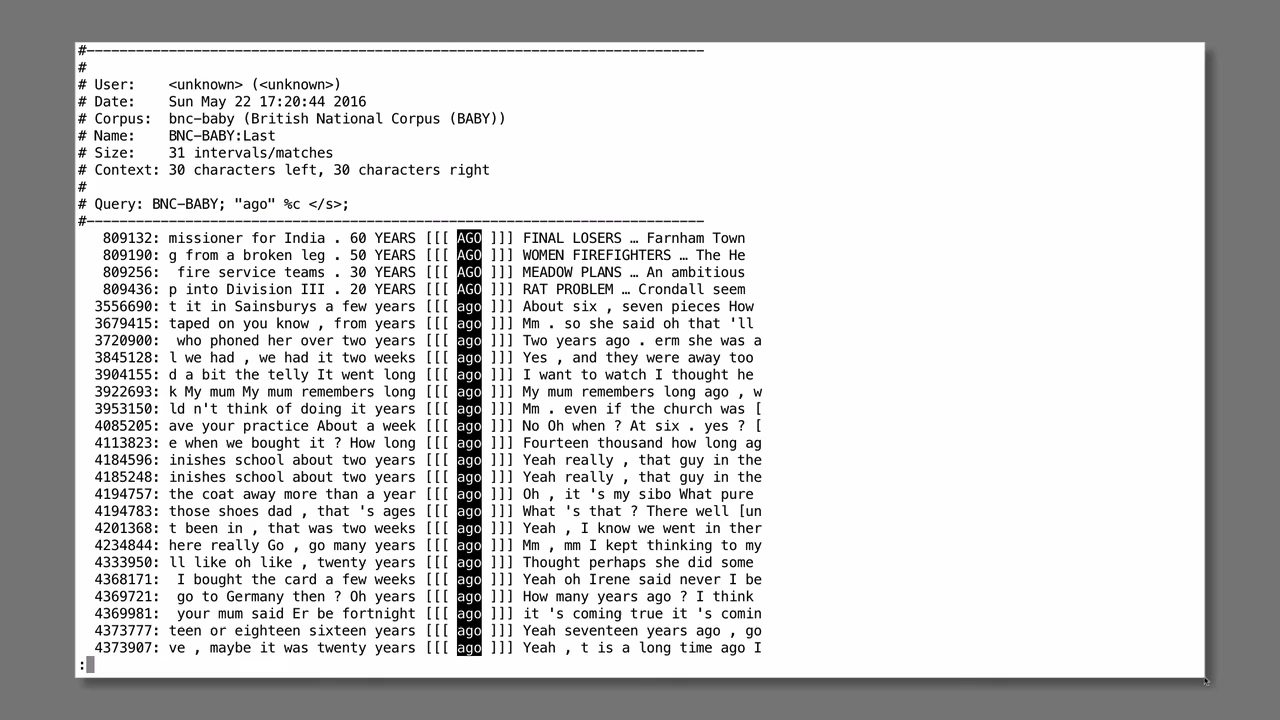 #---------------------------------------------------------------------------
#
# User:    <unknown> (<unknown>)
# Date:    Sun May 22 17:20:44 2016
# Corpus:  bnc-baby (British National Corpus (BABY))
# Name:    BNC-BABY:Last
# Size:    31 intervals/matches
# Context: 30 characters left, 30 characters right
#
# Query: BNC-BABY; "ago" %c </s>;
#---------------------------------------------------------------------------
809132: missioner for India . 60 YEARS [[[ AGO ]]] FINAL LOSERS … Farnham Town
809190: g from a broken leg . 50 YEARS [[[ AGO ]]] WOMEN FIREFIGHTERS … The He
809256:  fire service teams . 30 YEARS [[[ AGO ]]] MEADOW PLANS … An ambitious
809436: p into Division III . 20 YEARS [[[ AGO ]]] RAT PROBLEM … Crondall seem
3556690: t it in Sainsburys a few years [[[ ago ]]] About six , seven pieces How
3679415: taped on you know , from years [[[ ago ]]] Mm . so she said oh that 'll
3720900:  who phoned her over two years [[[ ago ]]] Two years ago . erm she was a
3845128: l we had , we had it two weeks [[[ ago ]]] Yes , and they were away too
3904155: d a bit the telly It went long [[[ ago ]]] I want to watch I thought he
3922693: k My mum My mum remembers long [[[ ago ]]] My mum remembers long ago , w
3953150: ld n't think of doing it years [[[ ago ]]] Mm . even if the church was [
4085205: ave your practice About a week [[[ ago ]]] No Oh when ? At six . yes ? [
4113823: e when we bought it ? How long [[[ ago ]]] Fourteen thousand how long ag
4184596: inishes school about two years [[[ ago ]]] Yeah really , that guy in the
4185248: inishes school about two years [[[ ago ]]] Yeah really , that guy in the
4194757: the coat away more than a year [[[ ago ]]] Oh , it 's my sibo What pure
4194783: those shoes dad , that 's ages [[[ ago ]]] What 's that ? There well [un
4201368: t been in , that was two weeks [[[ ago ]]] Yeah , I know we went in ther
4234844: here really Go , go many years [[[ ago ]]] Mm , mm I kept thinking to my
4333950: ll like oh like , twenty years [[[ ago ]]] Thought perhaps she did some
4368171:  I bought the card a few weeks [[[ ago ]]] Yeah oh Irene said never I be
4369721:  go to Germany then ? Oh years [[[ ago ]]] How many years ago ? I think
4369981:  your mum said Er be fortnight [[[ ago ]]] it 's coming true it 's comin
4373777: teen or eighteen sixteen years [[[ ago ]]] Yeah seventeen years ago , go
4373907: ve , maybe it was twenty years [[[ ago ]]] Yeah , t is a long time ago I
: